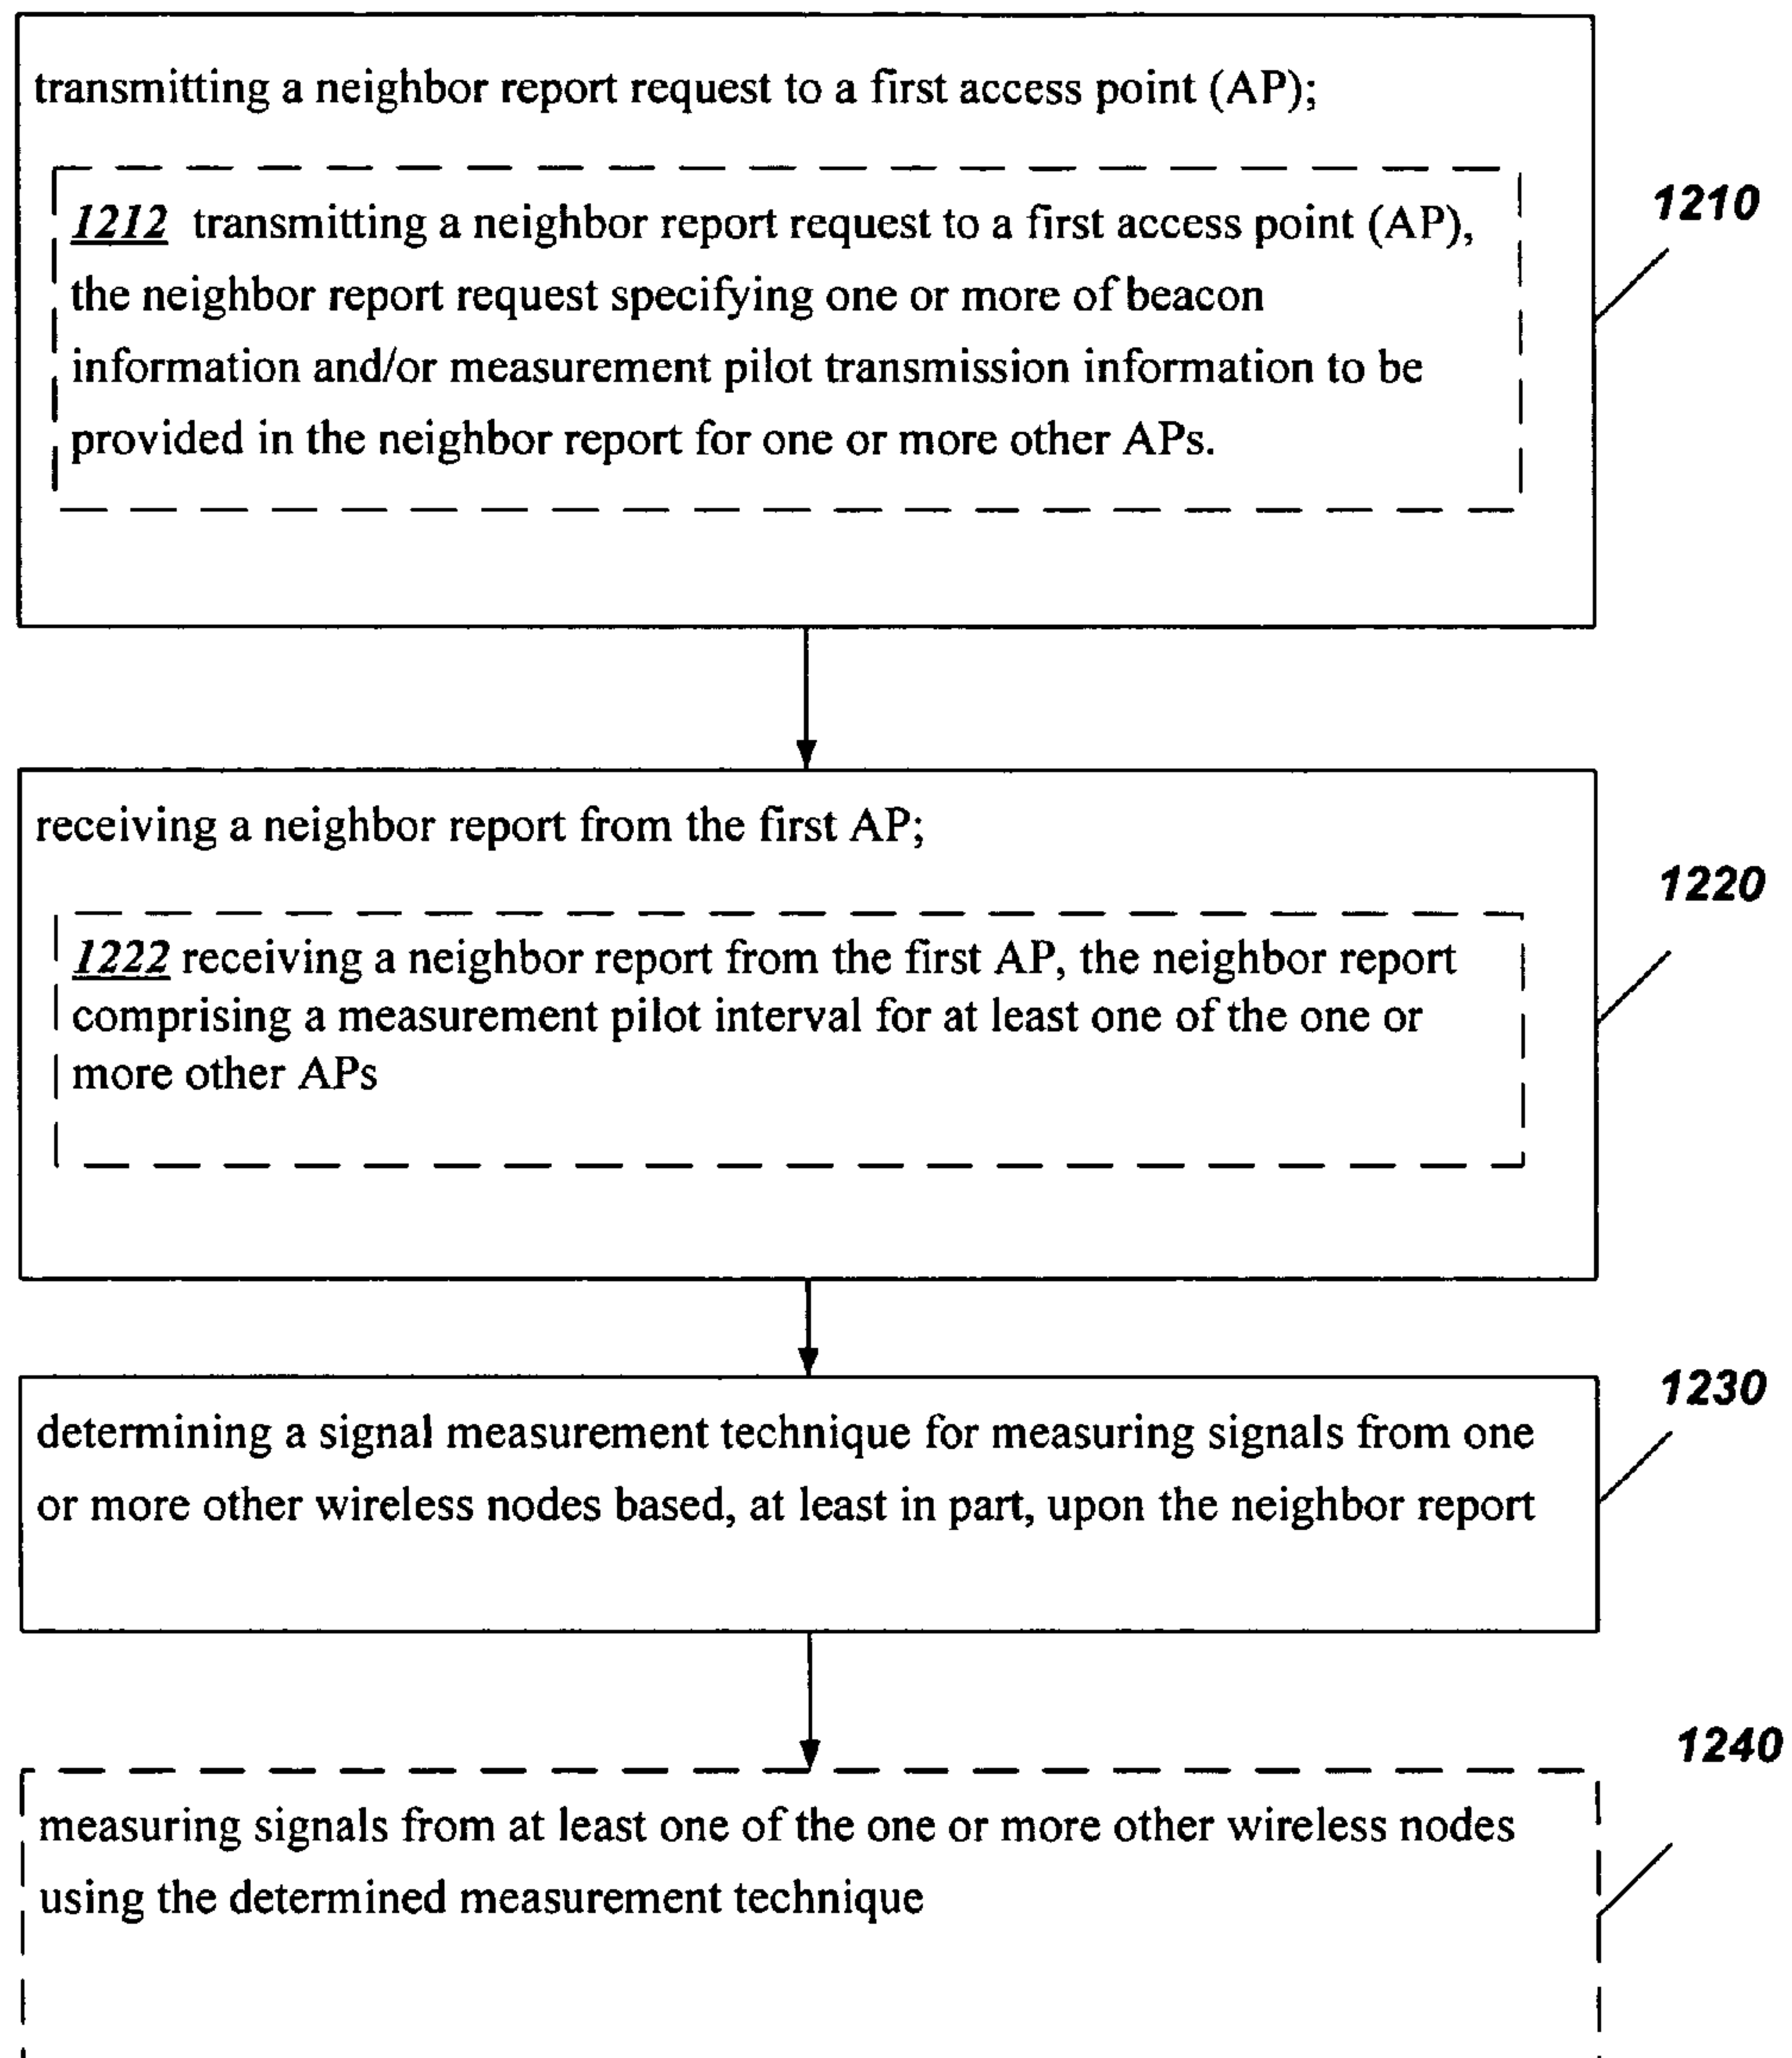 transmitting a neighbor report request to a first access point (AP);
1210
1212 transmitting a neighbor report request to a first access point (AP),
the neighbor report request specifying one or more of beacon
information and/or measurement pilot transmission information to be
provided in the neighbor report for one or more other APs.
receiving a neighbor report from the first AP;
1220
1222 receiving a neighbor report from the first AP, the neighbor report
comprising a measurement pilot interval for at least one of the one or
more other APs
1230
determining a signal measurement technique for measuring signals from one
or more other wireless nodes based, at least in part, upon the neighbor report
1240
measuring signals from at least one of the one or more other wireless nodes
using the determined measurement technique